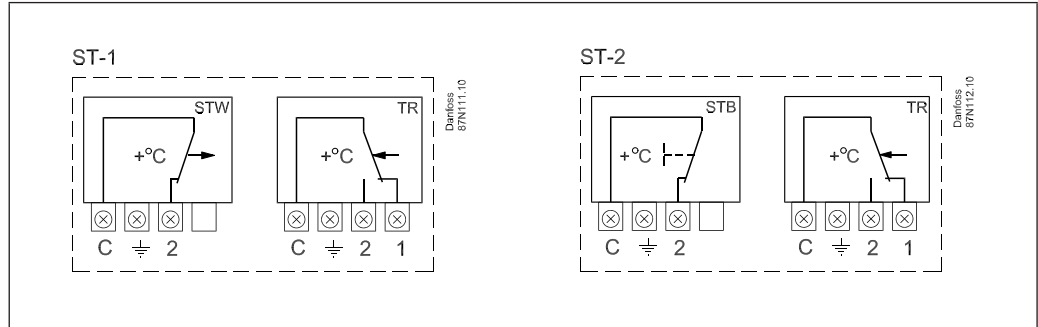 ST-1
STW
+°C
C 2
TR
+°C
C 2 1
Danfoss
87N111.10
ST-2
STB
+°C
C 2
TR
+°C
C 2 1
Danfoss
87N112.10